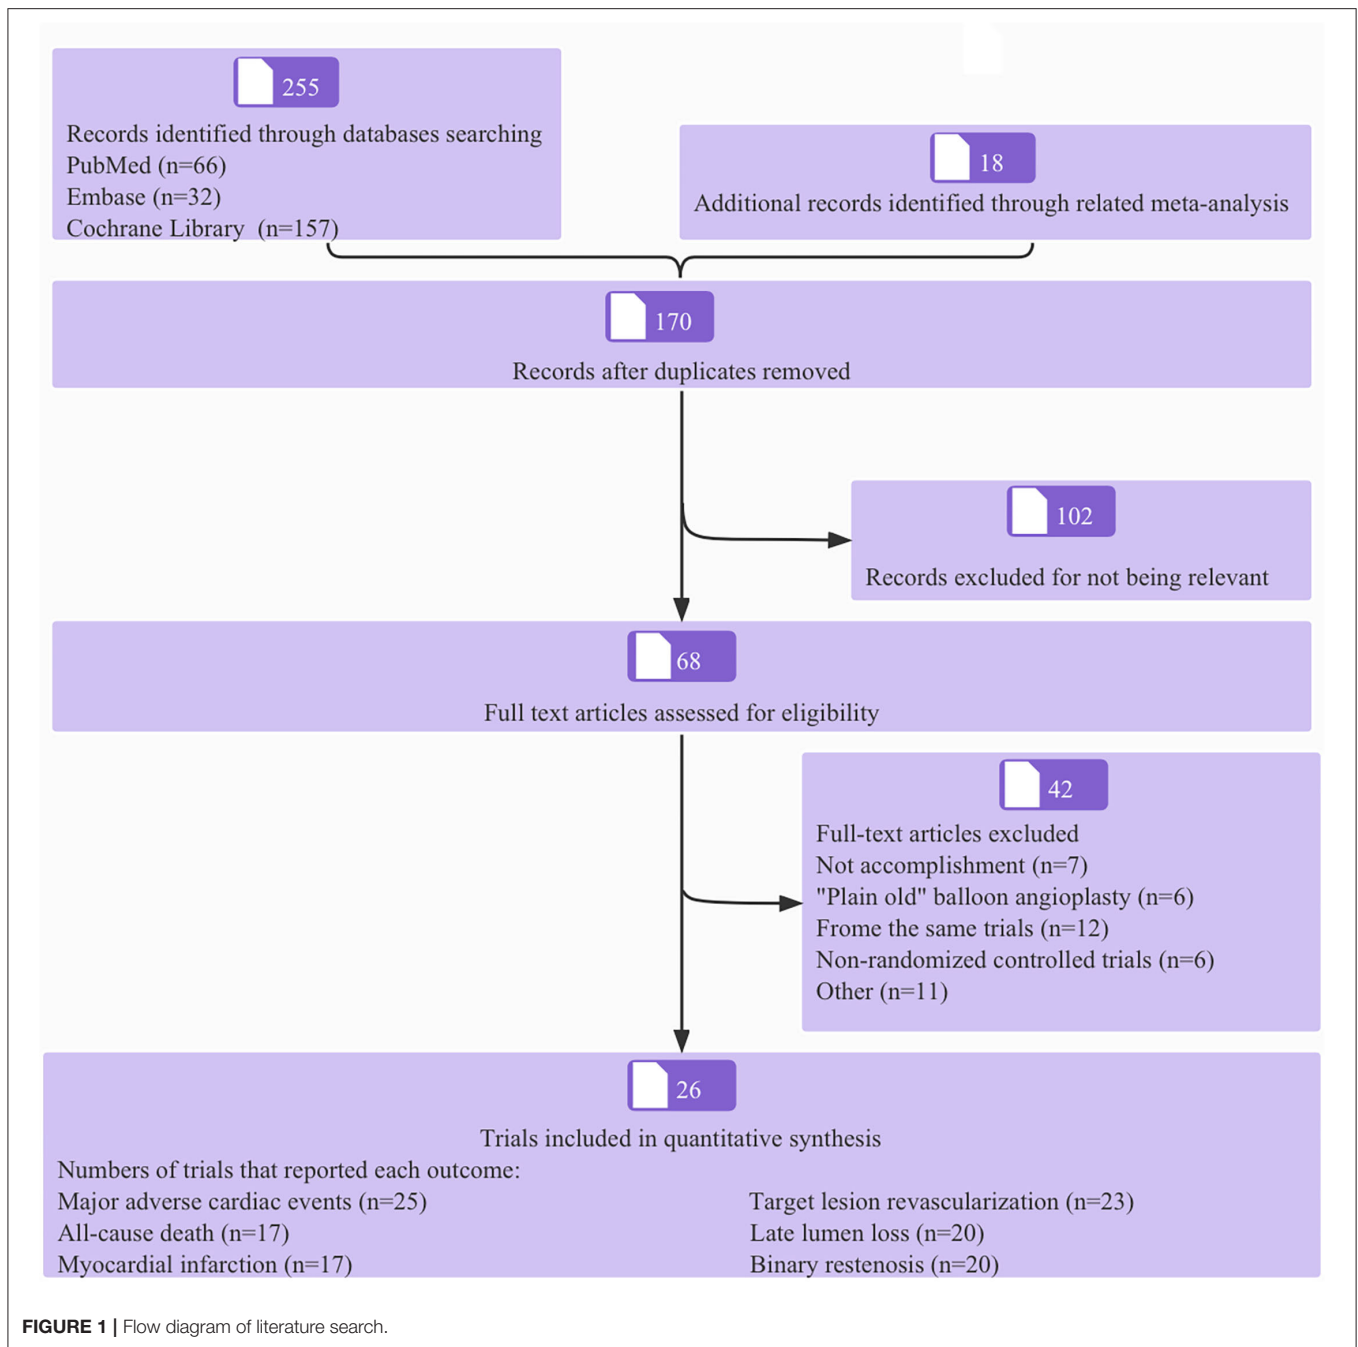 255
Records identified through databases searching
PubMed (n=66)
Embase (n=32)
Cochrane Library (n=157)
18
Additional records identified through related meta-analysis
170
Records after duplicates removed
102
Records excluded for not being relevant
68
Full text articles assessed for eligibility
42
Full-text articles excluded
Not accomplishment (n=7)
"Plain old" balloon angioplasty (n=6)
Frome the same trials (n=12)
Non-randomized controlled trials (n=6)
Other (n=11)
26
Trials included in quantitative synthesis
Numbers of trials that reported each outcome:
Major adverse cardiac events (n=25)
All-cause death (n=17)
Myocardial infarction (n=17)
Target lesion revascularization (n=23)
Late lumen loss (n=20)
Binary restenosis (n=20)
FIGURE 1 | Flow diagram of literature search.